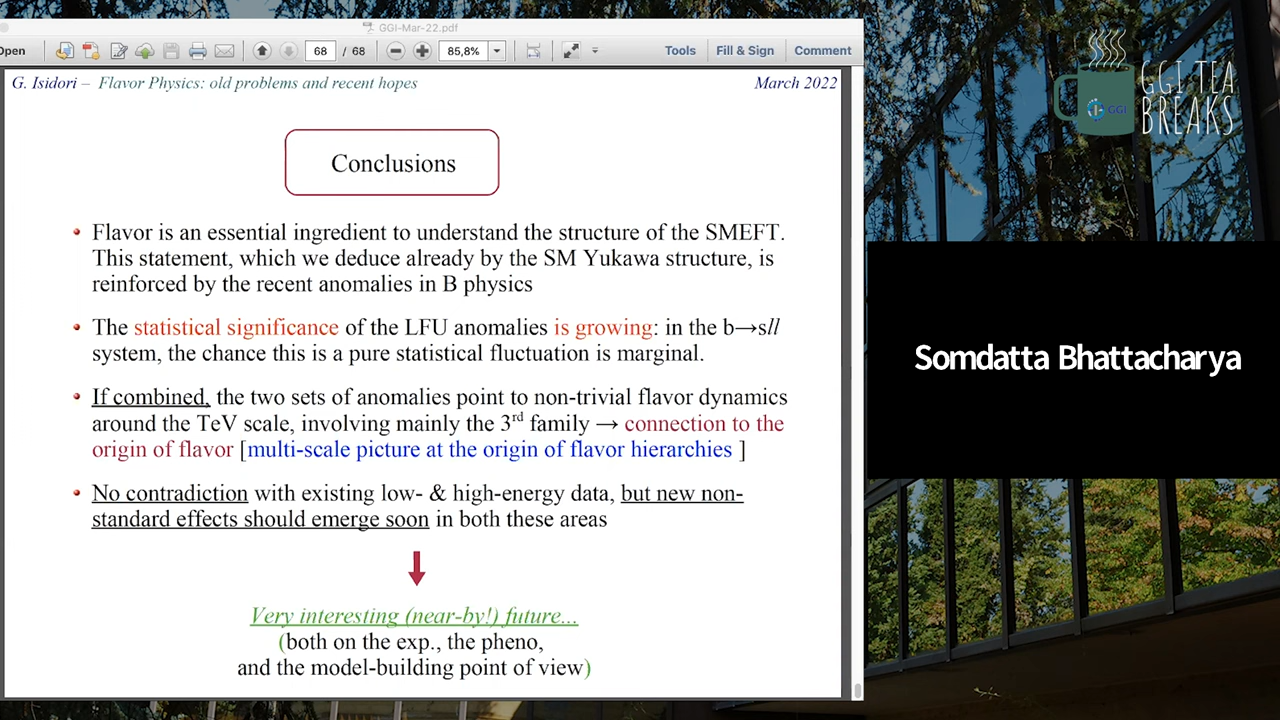 GGI-Mar-22.pdf
Open
68 / 68
85,8%
Tools
Fill & Sign
Comment
G. Isidori – Flavor Physics: old problems and recent hopes
March 2022
Conclusions
• Flavor is an essential ingredient to understand the structure of the SMEFT.
This statement, which we deduce already by the SM Yukawa structure, is
reinforced by the recent anomalies in B physics
• The statistical significance of the LFU anomalies is growing: in the b→sll
system, the chance this is a pure statistical fluctuation is marginal.
• If combined, the two sets of anomalies point to non-trivial flavor dynamics
around the TeV scale, involving mainly the 3rd family → connection to the
origin of flavor [multi-scale picture at the origin of flavor hierarchies ]
• No contradiction with existing low- & high-energy data, but new non-
standard effects should emerge soon in both these areas
Very interesting (near-by!) future...
(both on the exp., the pheno,
and the model-building point of view)
GGI
GGI TEA
BREAKS
Somdatta Bhattacharya